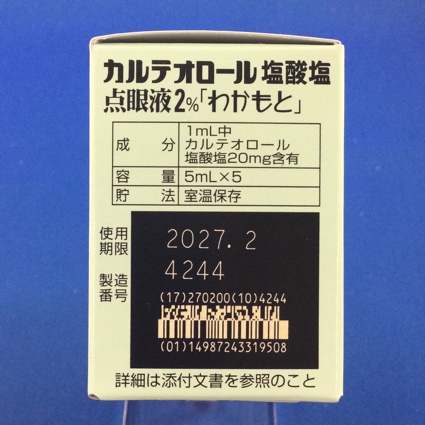 カルテオロール塩酸塩
点眼液2%「わかもと」
成分 1mL中
カルテオロール
塩酸塩20mg含有
容量 5mL×5
貯法 室温保存
使用期限 2027.2
製造番号 4244
(17)270200(10)4244
(01)14987243319508
詳細は添付文書を参照のこと